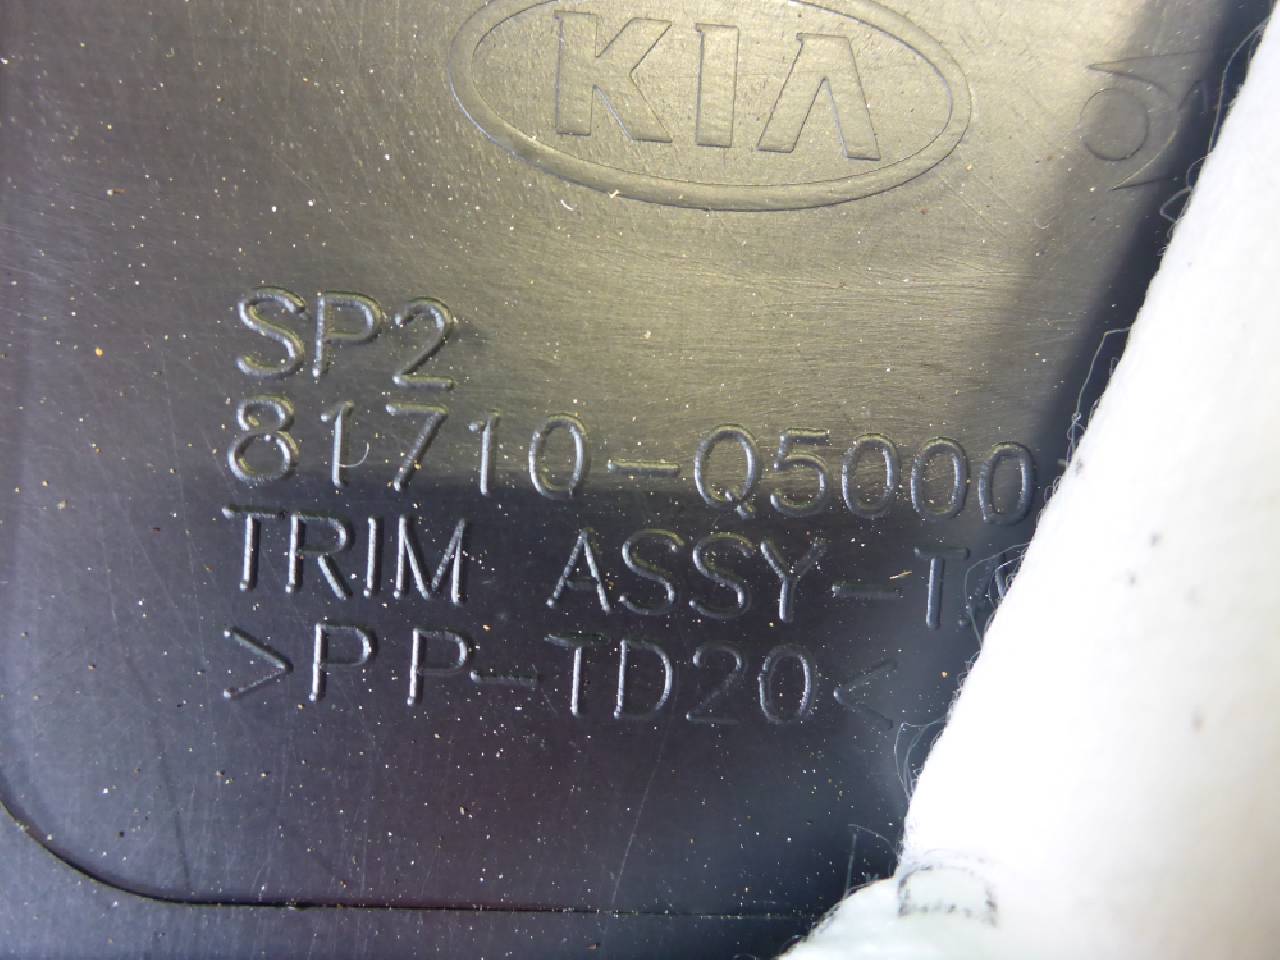 KIA
SP2
81710-Q5000
TRIM ASSY-T
>PP-TD20<